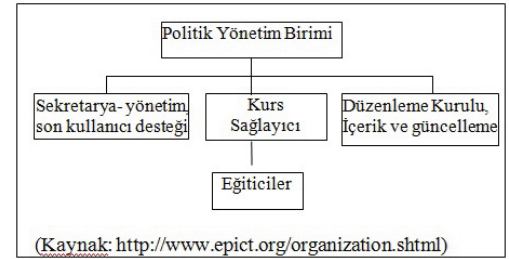 Politik Yönetim Birimi
Sekretarya- yönetim,
son kullanıcı desteği
Kurs
Sağlayıcı
Düzenleme Kurulu,
İçerik ve güncelleme
Eğiticiler
(Kaynak: http://www.epict.org/organization.shtml)